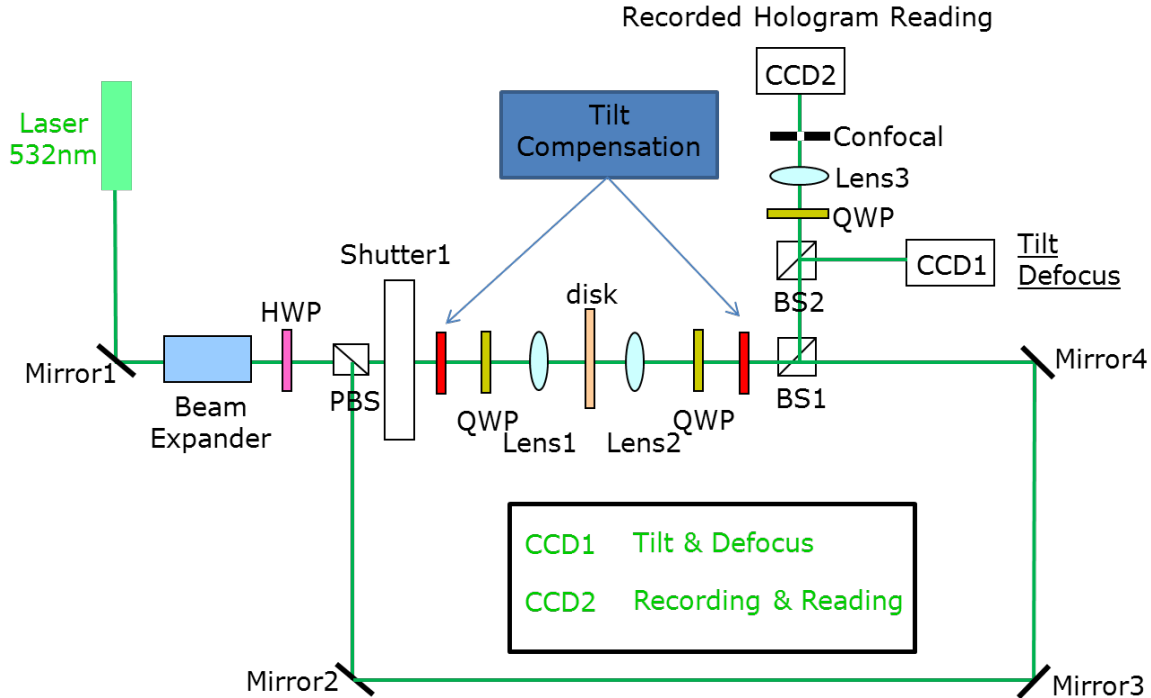 Recorded Hologram Reading
CCD2
Laser
532nm
Tilt
Compensation
Confocal
Lens3
QWP
Shutter1
CCD1
Tilt
Defocus
BS2
disk
HWP
Mirror1
PBS
QWP
Lens1
Lens2
QWP
BS1
Mirror4
Beam
Expander
CCD1 Tilt & Defocus
CCD2 Recording & Reading
Mirror2
Mirror3